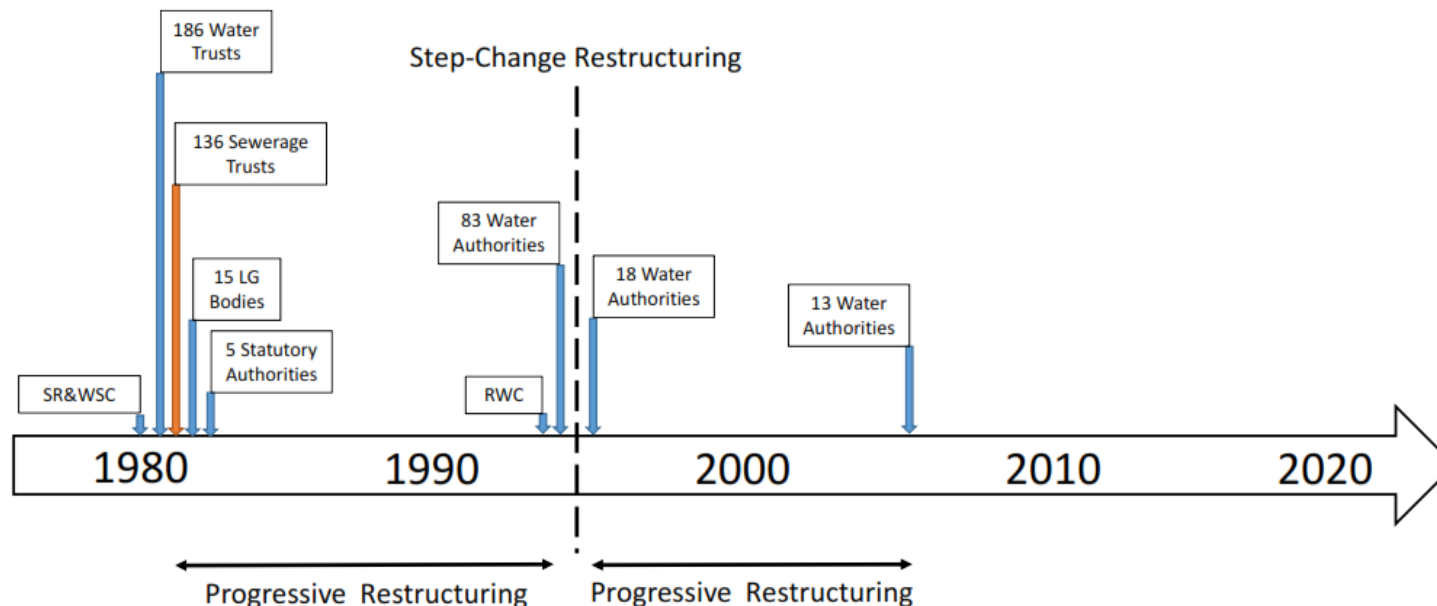 186 Water
Trusts
Step-Change Restructuring
136 Sewerage
Trusts
83 Water
Authorities
15 LG
Bodies
18 Water
Authorities
13 Water
Authorities
5 Statutory
Authorities
SR&WSC
RWC
1980
1990
2000
2010
2020
Progressive Restructuring
Progressive Restructuring